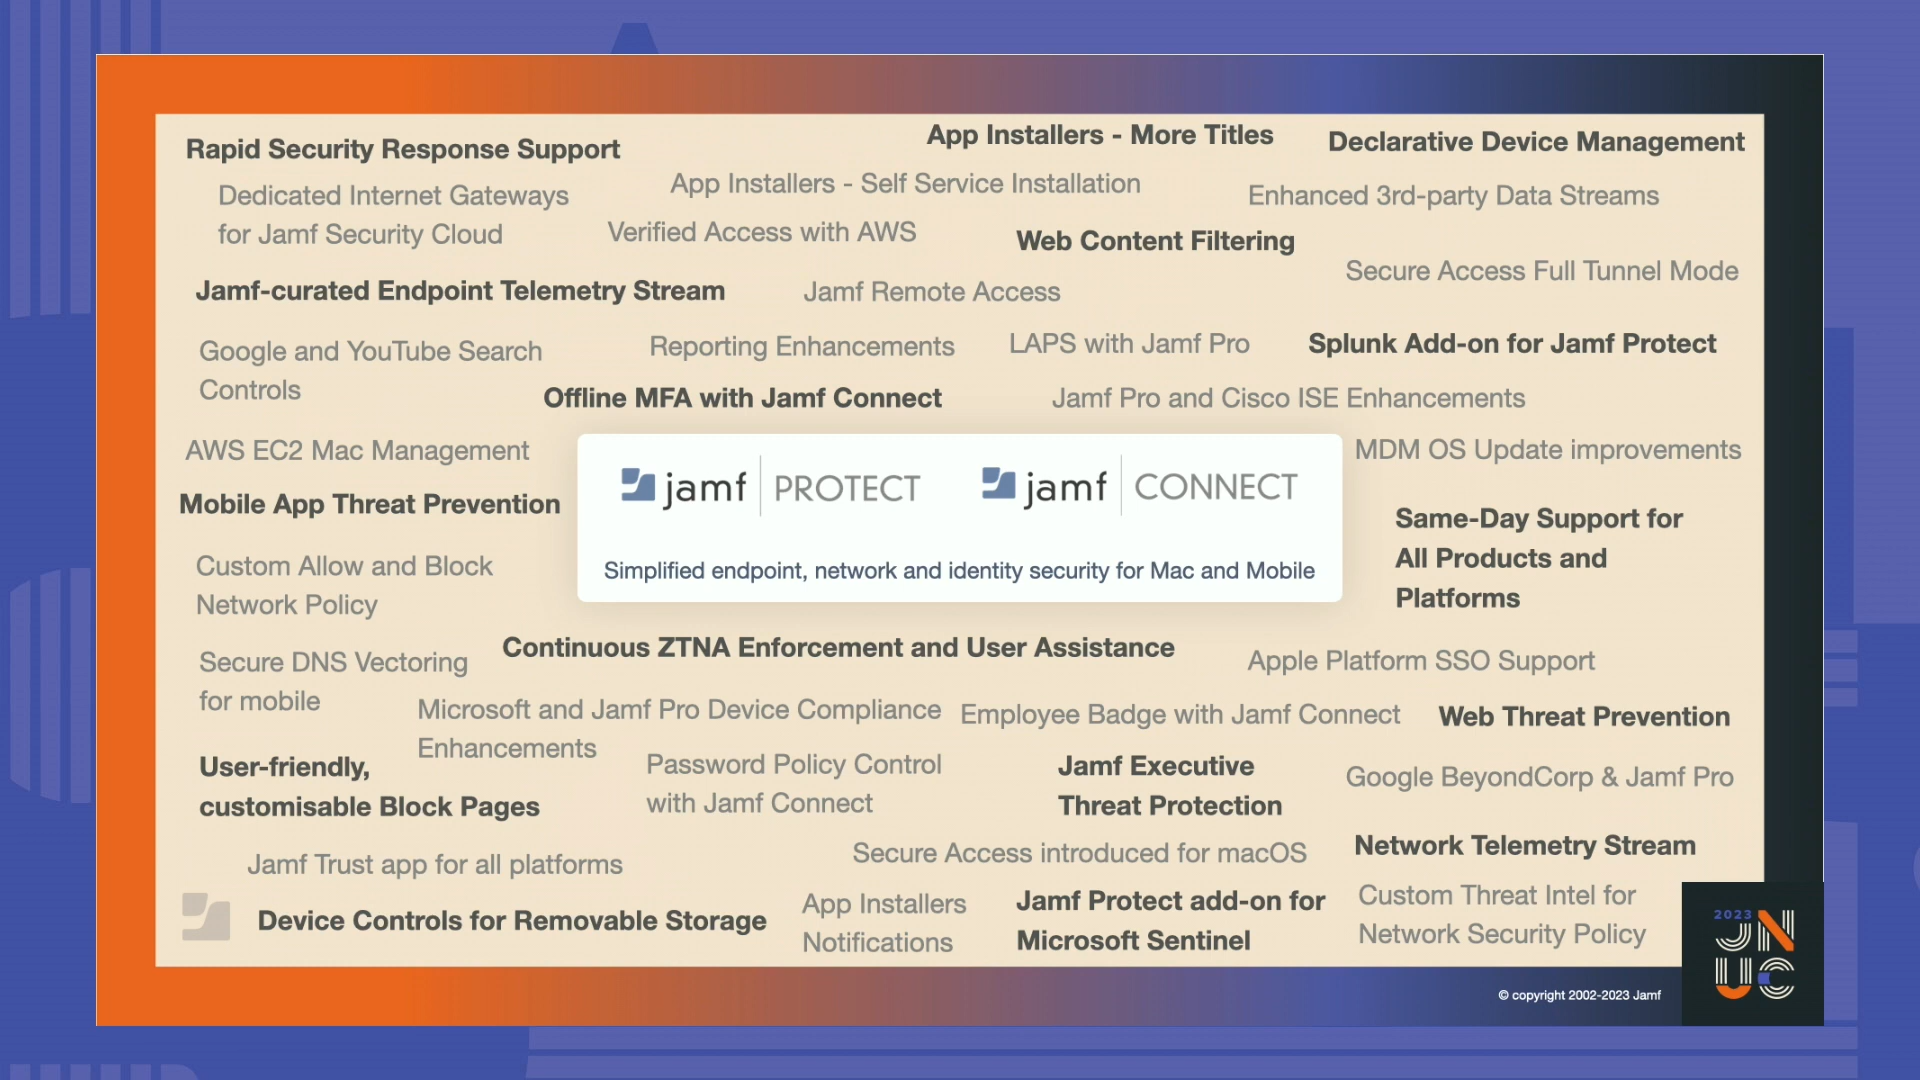 Rapid Security Response Support
App Installers - More Titles
Declarative Device Management
Dedicated Internet Gateways
for Jamf Security Cloud
App Installers - Self Service Installation
Enhanced 3rd-party Data Streams
Verified Access with AWS
Web Content Filtering
Secure Access Full Tunnel Mode
Jamf-curated Endpoint Telemetry Stream
Jamf Remote Access
Google and YouTube Search
Controls
Reporting Enhancements
LAPS with Jamf Pro
Splunk Add-on for Jamf Protect
Offline MFA with Jamf Connect
Jamf Pro and Cisco ISE Enhancements
AWS EC2 Mac Management
MDM OS Update improvements
jamf PROTECT
jamf CONNECT
Simplified endpoint, network and identity security for Mac and Mobile
Mobile App Threat Prevention
Same-Day Support for
All Products and
Platforms
Custom Allow and Block
Network Policy
Continuous ZTNA Enforcement and User Assistance
Secure DNS Vectoring
for mobile
Apple Platform SSO Support
Microsoft and Jamf Pro Device Compliance
Enhancements
Employee Badge with Jamf Connect
Web Threat Prevention
User-friendly,
customisable Block Pages
Password Policy Control
with Jamf Connect
Jamf Executive
Threat Protection
Google BeyondCorp & Jamf Pro
Jamf Trust app for all platforms
Secure Access introduced for macOS
Network Telemetry Stream
Device Controls for Removable Storage
App Installers
Notifications
Jamf Protect add-on for
Microsoft Sentinel
Custom Threat Intel for
Network Security Policy
© copyright 2002-2023 Jamf
2023
JN
UC